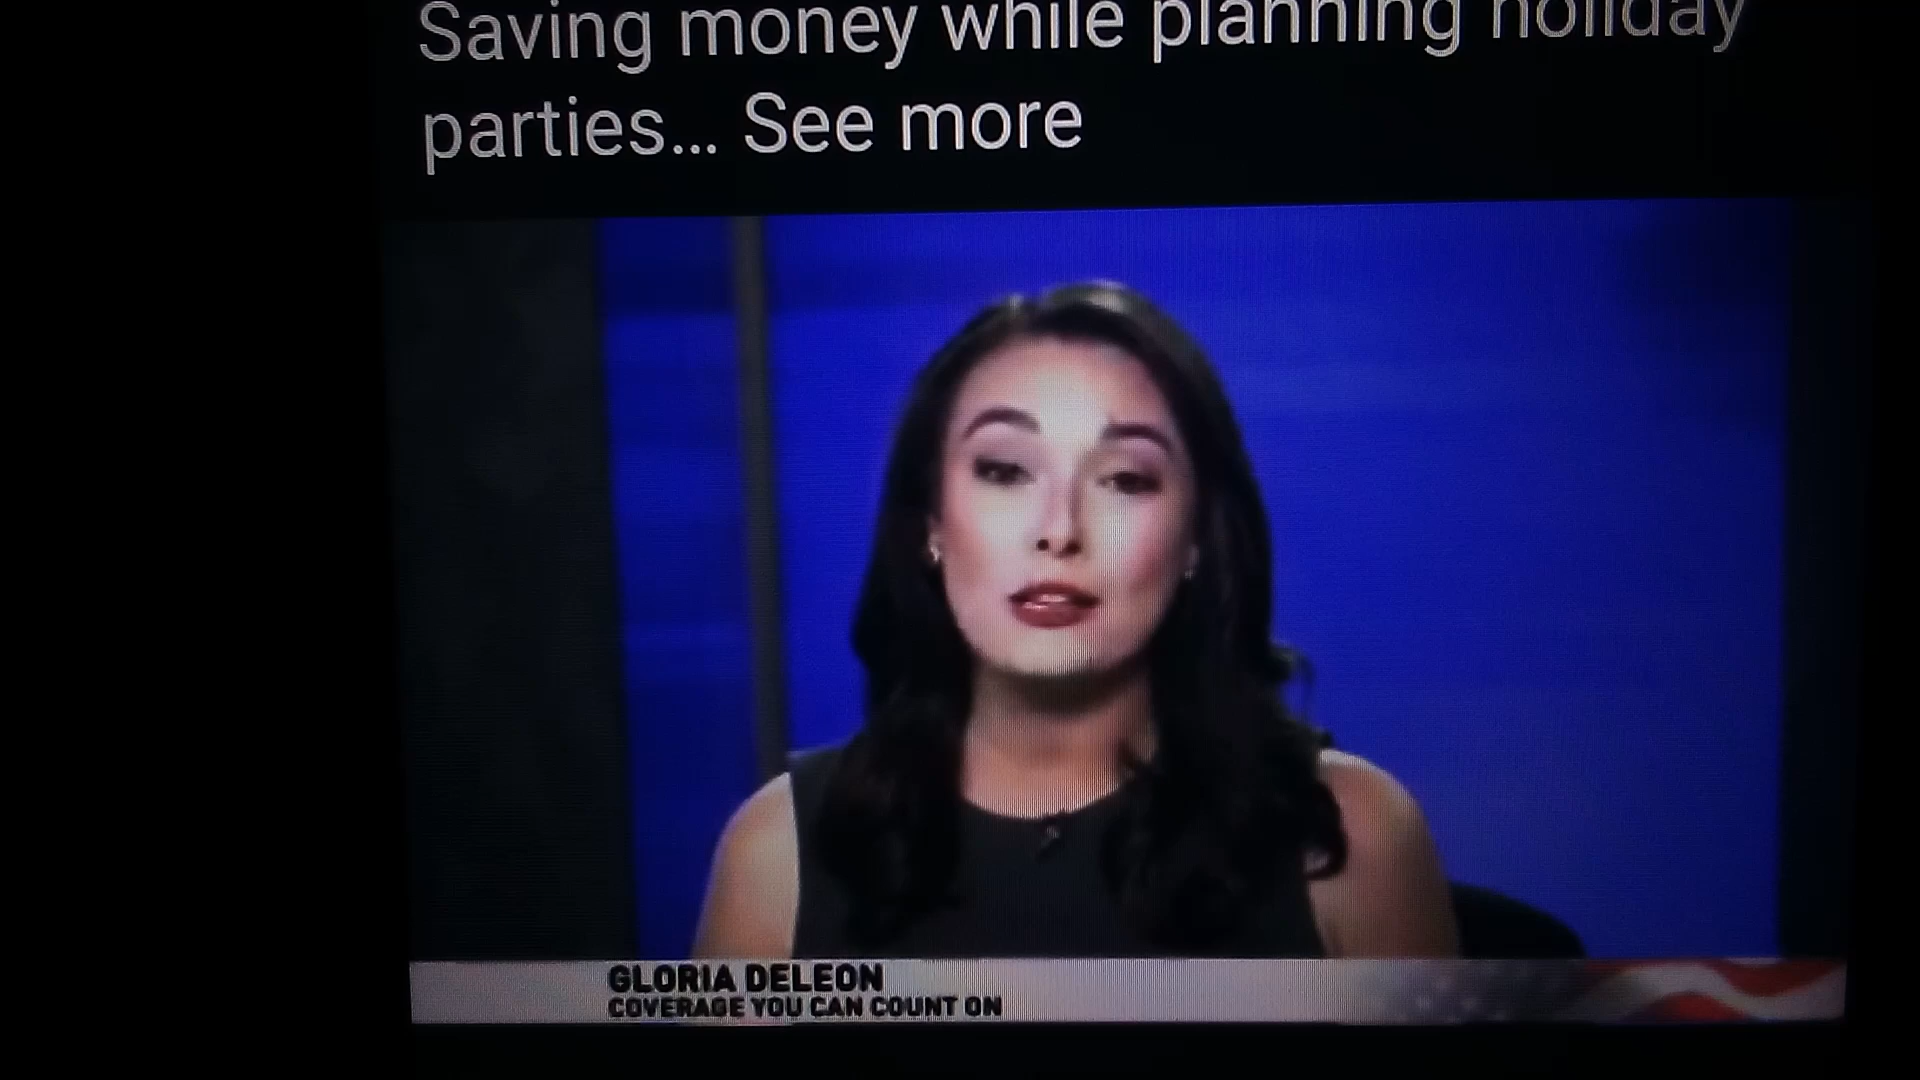 Saving money while planning holiday
parties... See more
GLORIA DELEON
COVERAGE YOU CAN COUNT ON